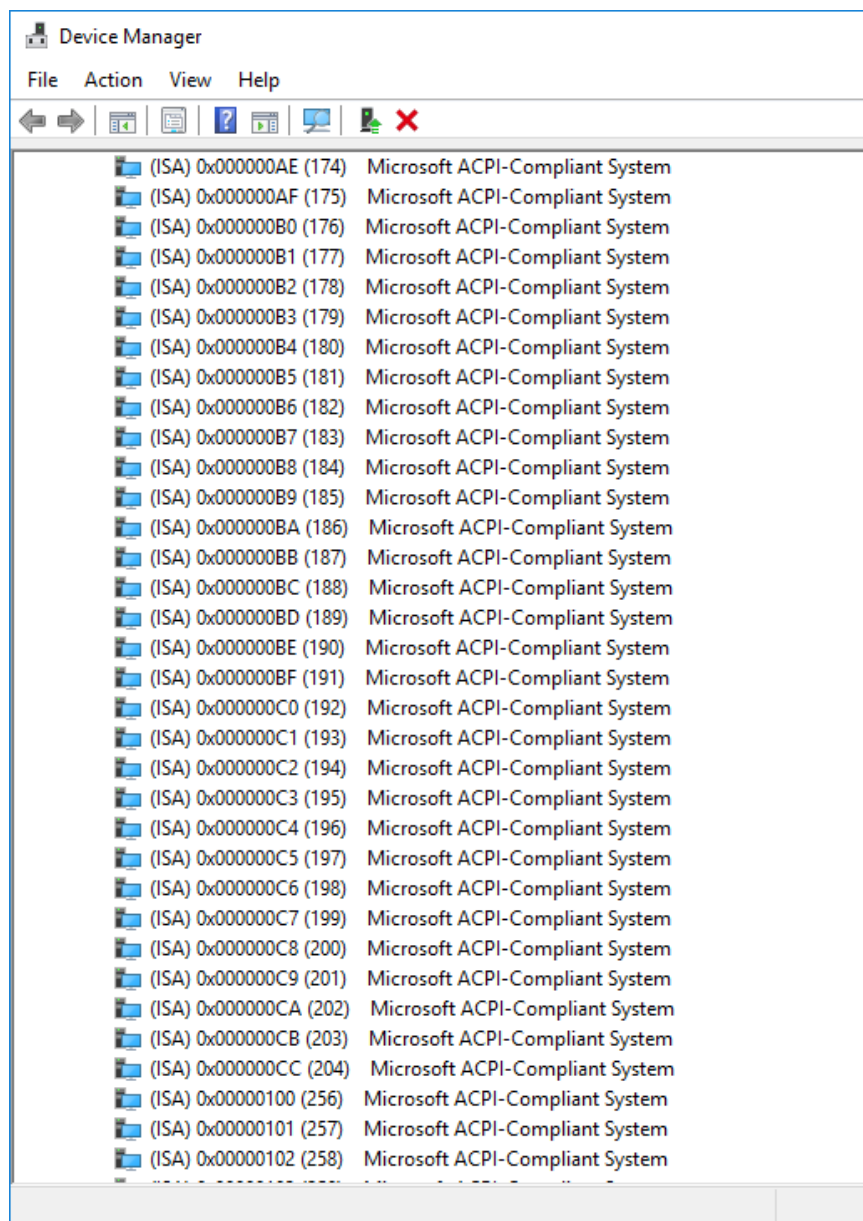 Device Manager
File Action View Help
(ISA) 0x000000AE (174) Microsoft ACPI-Compliant System
(ISA) 0x000000AF (175) Microsoft ACPI-Compliant System
(ISA) 0x000000B0 (176) Microsoft ACPI-Compliant System
(ISA) 0x000000B1 (177) Microsoft ACPI-Compliant System
(ISA) 0x000000B2 (178) Microsoft ACPI-Compliant System
(ISA) 0x000000B3 (179) Microsoft ACPI-Compliant System
(ISA) 0x000000B4 (180) Microsoft ACPI-Compliant System
(ISA) 0x000000B5 (181) Microsoft ACPI-Compliant System
(ISA) 0x000000B6 (182) Microsoft ACPI-Compliant System
(ISA) 0x000000B7 (183) Microsoft ACPI-Compliant System
(ISA) 0x000000B8 (184) Microsoft ACPI-Compliant System
(ISA) 0x000000B9 (185) Microsoft ACPI-Compliant System
(ISA) 0x000000BA (186) Microsoft ACPI-Compliant System
(ISA) 0x000000BB (187) Microsoft ACPI-Compliant System
(ISA) 0x000000BC (188) Microsoft ACPI-Compliant System
(ISA) 0x000000BD (189) Microsoft ACPI-Compliant System
(ISA) 0x000000BE (190) Microsoft ACPI-Compliant System
(ISA) 0x000000BF (191) Microsoft ACPI-Compliant System
(ISA) 0x000000C0 (192) Microsoft ACPI-Compliant System
(ISA) 0x000000C1 (193) Microsoft ACPI-Compliant System
(ISA) 0x000000C2 (194) Microsoft ACPI-Compliant System
(ISA) 0x000000C3 (195) Microsoft ACPI-Compliant System
(ISA) 0x000000C4 (196) Microsoft ACPI-Compliant System
(ISA) 0x000000C5 (197) Microsoft ACPI-Compliant System
(ISA) 0x000000C6 (198) Microsoft ACPI-Compliant System
(ISA) 0x000000C7 (199) Microsoft ACPI-Compliant System
(ISA) 0x000000C8 (200) Microsoft ACPI-Compliant System
(ISA) 0x000000C9 (201) Microsoft ACPI-Compliant System
(ISA) 0x000000CA (202) Microsoft ACPI-Compliant System
(ISA) 0x000000CB (203) Microsoft ACPI-Compliant System
(ISA) 0x000000CC (204) Microsoft ACPI-Compliant System
(ISA) 0x00000100 (256) Microsoft ACPI-Compliant System
(ISA) 0x00000101 (257) Microsoft ACPI-Compliant System
(ISA) 0x00000102 (258) Microsoft ACPI-Compliant System